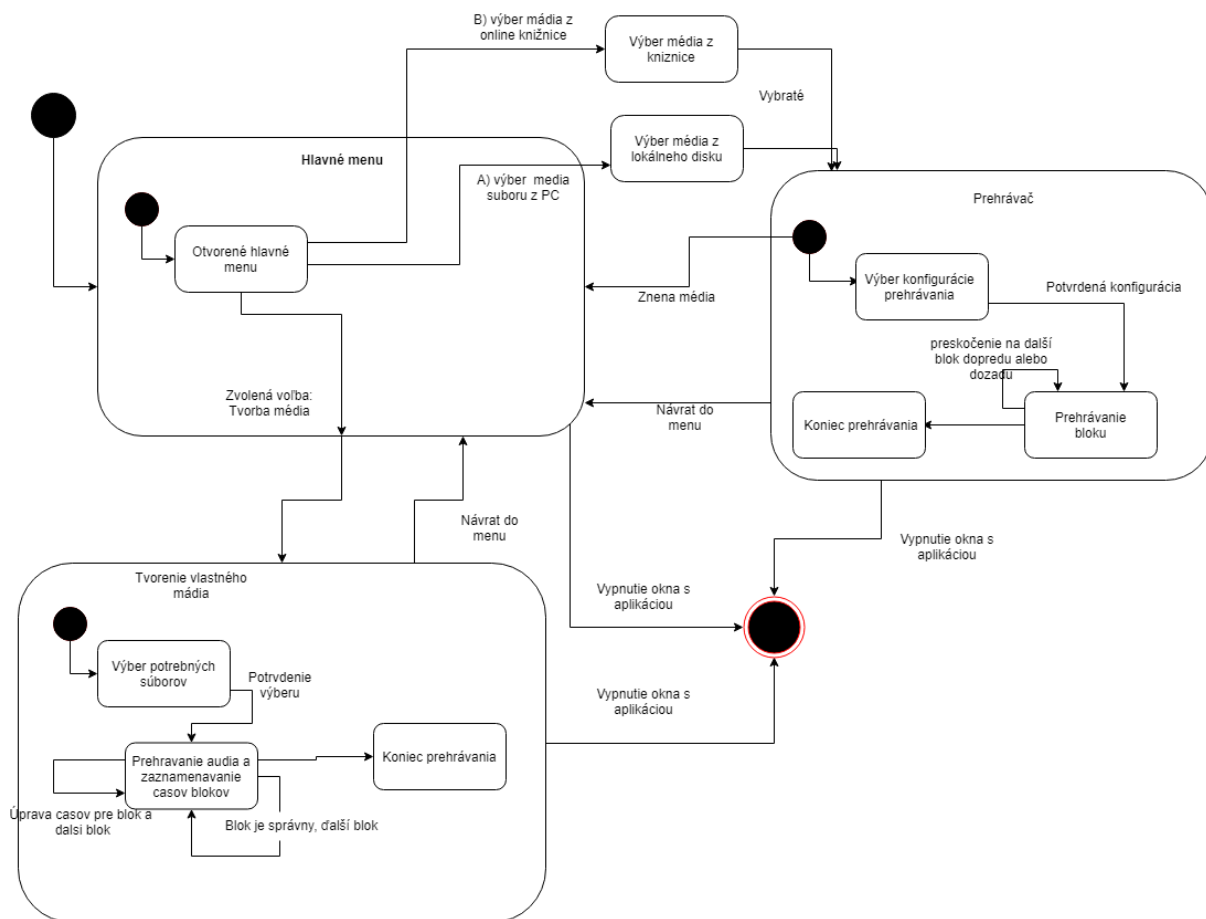 B) výber mádia z
online knižnice
Výber média z
kniznice
Vybraté
Výber média z
lokálneho disku
Hlavné menu
A) výber media
suboru z PC
Prehrávač
Otvorené hlavné
menu
Výber konfigurácie
prehrávania
Potvrdená konfigurácia
Znena média
preskočenie na další
blok dopredu alebo
dozadu
Zvolená voľba:
Tvorba média
Návrat do
menu
Koniec prehrávania
Prehrávanie
bloku
Návrat do
menu
Vypnutie okna s
aplikáciou
Tvorenie vlastného
mádia
Vypnutie okna s
aplikáciou
Výber potrebných
súborov
Potrvdenie
výberu
Vypnutie okna s
aplikáciou
Prehravanie audia a
zaznamenavanie
casov blokov
Koniec prehrávania
Úprava casov pre blok a
dalsi blok
Blok je správny, ďalší blok